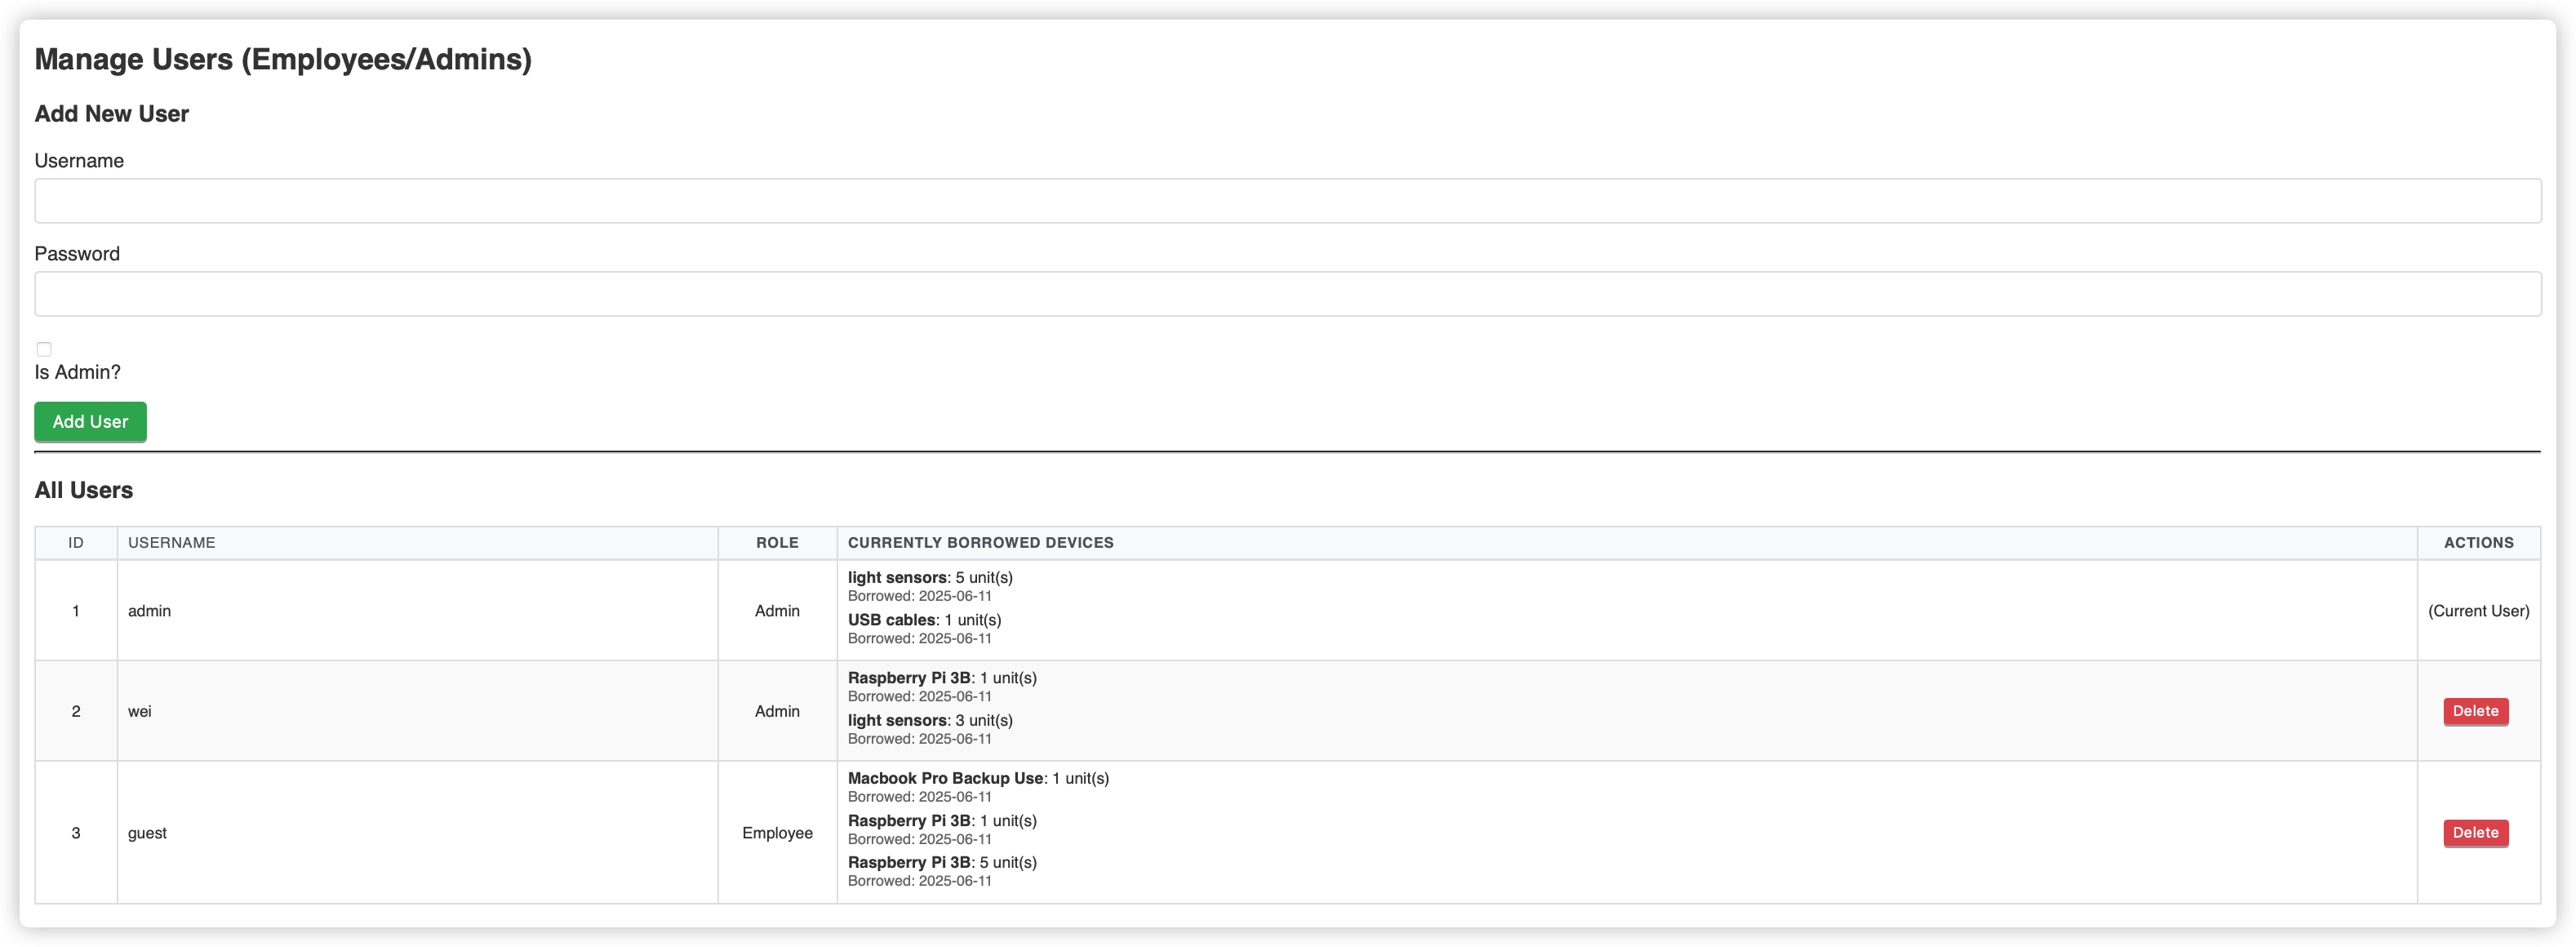 Manage Users (Employees/Admins)
Add New User
Username
Password
Is Admin?
Add User
All Users
ID USERNAME ROLE CURRENTLY BORROWED DEVICES ACTIONS
1 admin Admin light sensors: 5 unit(s)
Borrowed: 2025-06-11
USB cables: 1 unit(s)
Borrowed: 2025-06-11
(Current User)
2 wei Admin Raspberry Pi 3B: 1 unit(s)
Borrowed: 2025-06-11
light sensors: 3 unit(s)
Borrowed: 2025-06-11
Delete
3 guest Employee Macbook Pro Backup Use: 1 unit(s)
Borrowed: 2025-06-11
Raspberry Pi 3B: 1 unit(s)
Borrowed: 2025-06-11
Raspberry Pi 3B: 5 unit(s)
Borrowed: 2025-06-11
Delete